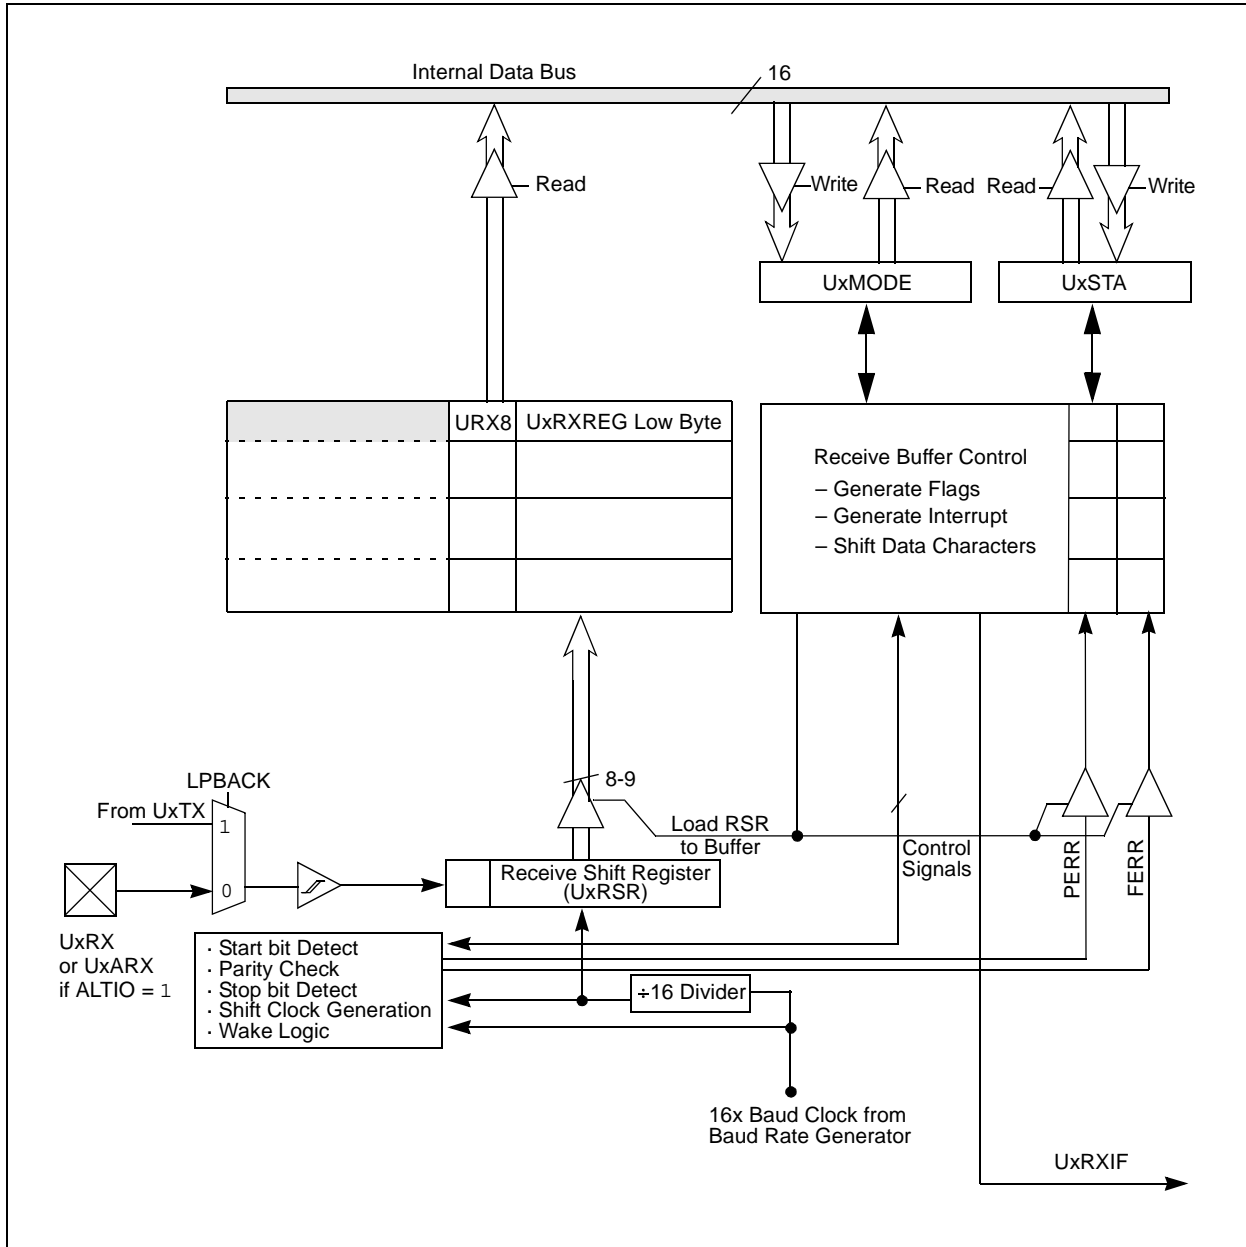 Internal Data Bus
16
Read
Write
Read
Read
Write
UxMODE
UxSTA
URX8
UxRXREG Low Byte
Receive Buffer Control
– Generate Flags
– Generate Interrupt
– Shift Data Characters
LPBACK
From UxTX
1
0
8-9
Load RSR
to Buffer
Control
Signals
PERR
FERR
Receive Shift Register
(UxRSR)
UxRX
or UxARX
if ALTIO = 1
· Start bit Detect
· Parity Check
· Stop bit Detect
· Shift Clock Generation
· Wake Logic
÷16 Divider
16x Baud Clock from
Baud Rate Generator
UxRXIF